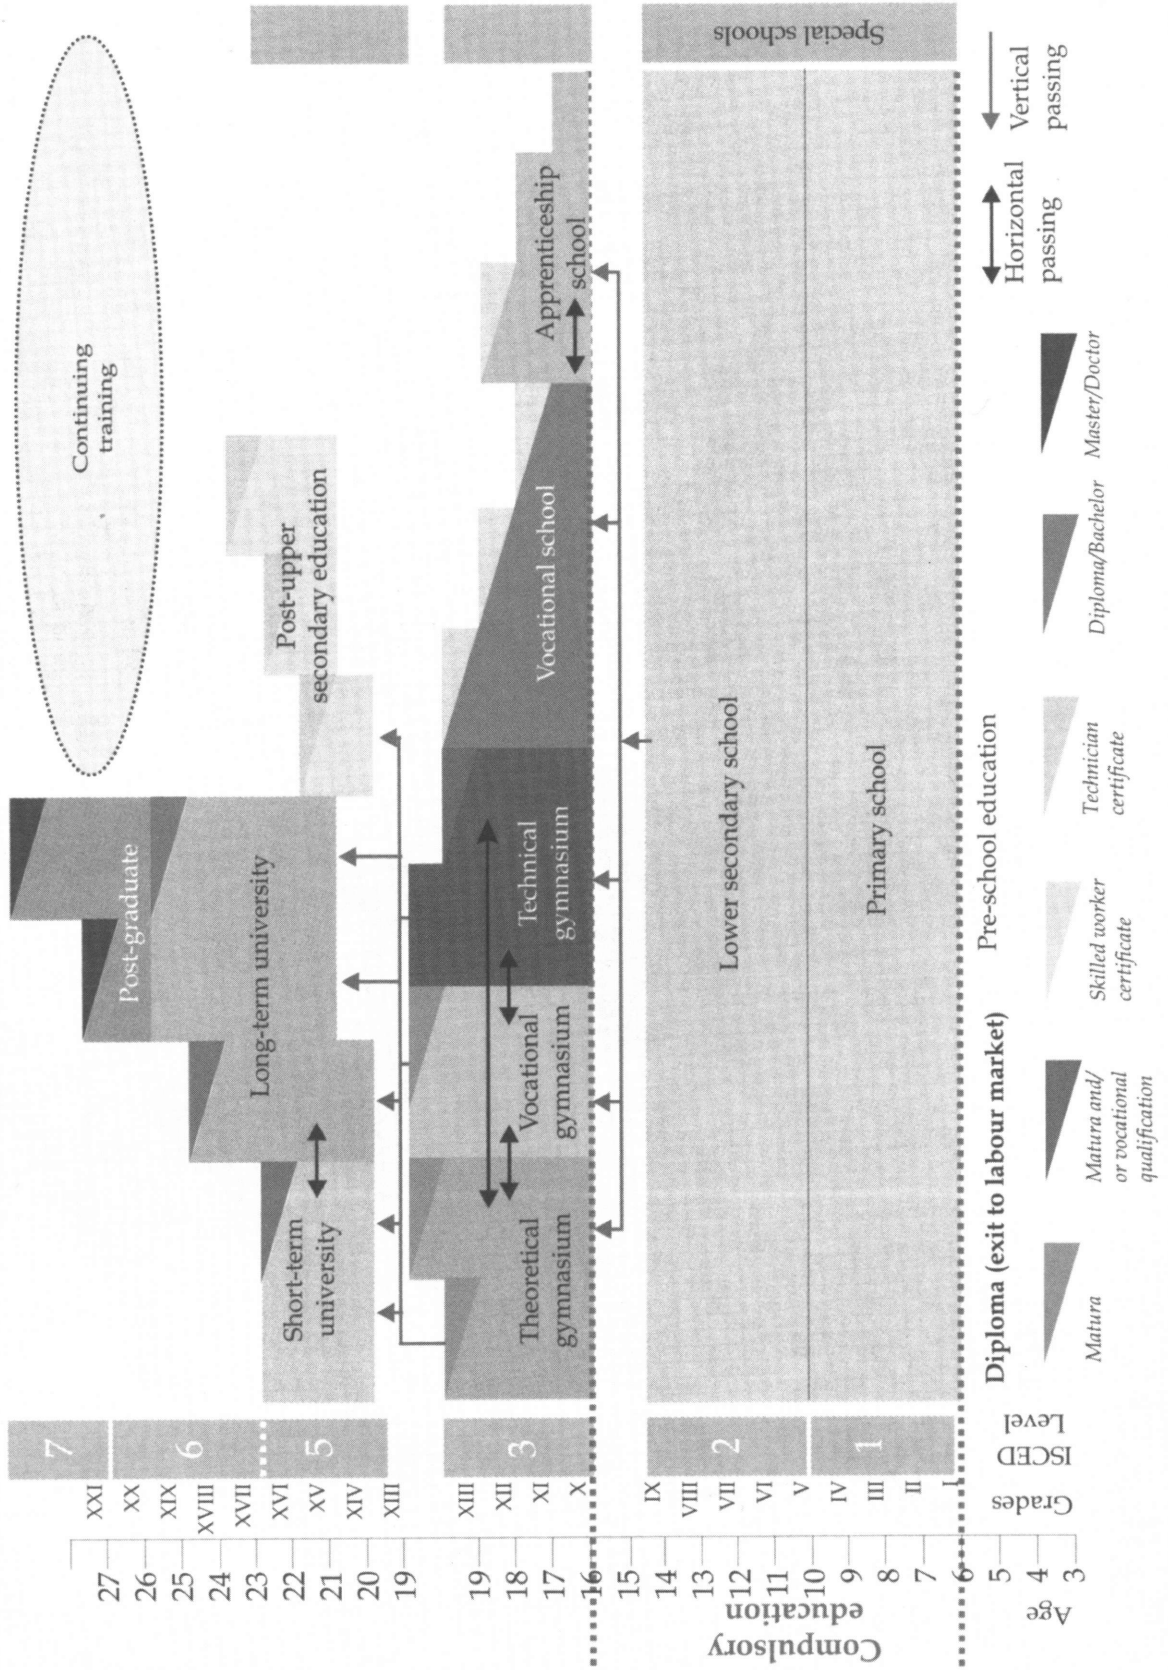 Continuing
training
Post-graduate
Long-term university
Short-term
university
Post-upper
secondary education
Theoretical
gymnasium
Vocational
gymnasium
Technical
gymnasium
Vocational school
Apprenticeship
school
Lower secondary school
Primary school
Special schools
Pre-school education
7
6
5
3
2
1
ISCED
Level
XXI
XX
XIX
XVIII
XVII
XVI
XV
XIV
XIII
XIII
XII
XI
X
IX
VIII
VII
VI
V
IV
III
II
I
Grades
27
26
25
24
23
22
21
20
19
19
18
17
16
15
14
13
12
11
10
9
8
7
6
5
4
3
Age
Compulsory
education
Diploma (exit to labour market)
Matura
Matura and/
or vocational
qualification
Skilled worker
certificate
Technician
certificate
Diploma/Bachelor
Master/Doctor
Horizontal
passing
Vertical
passing